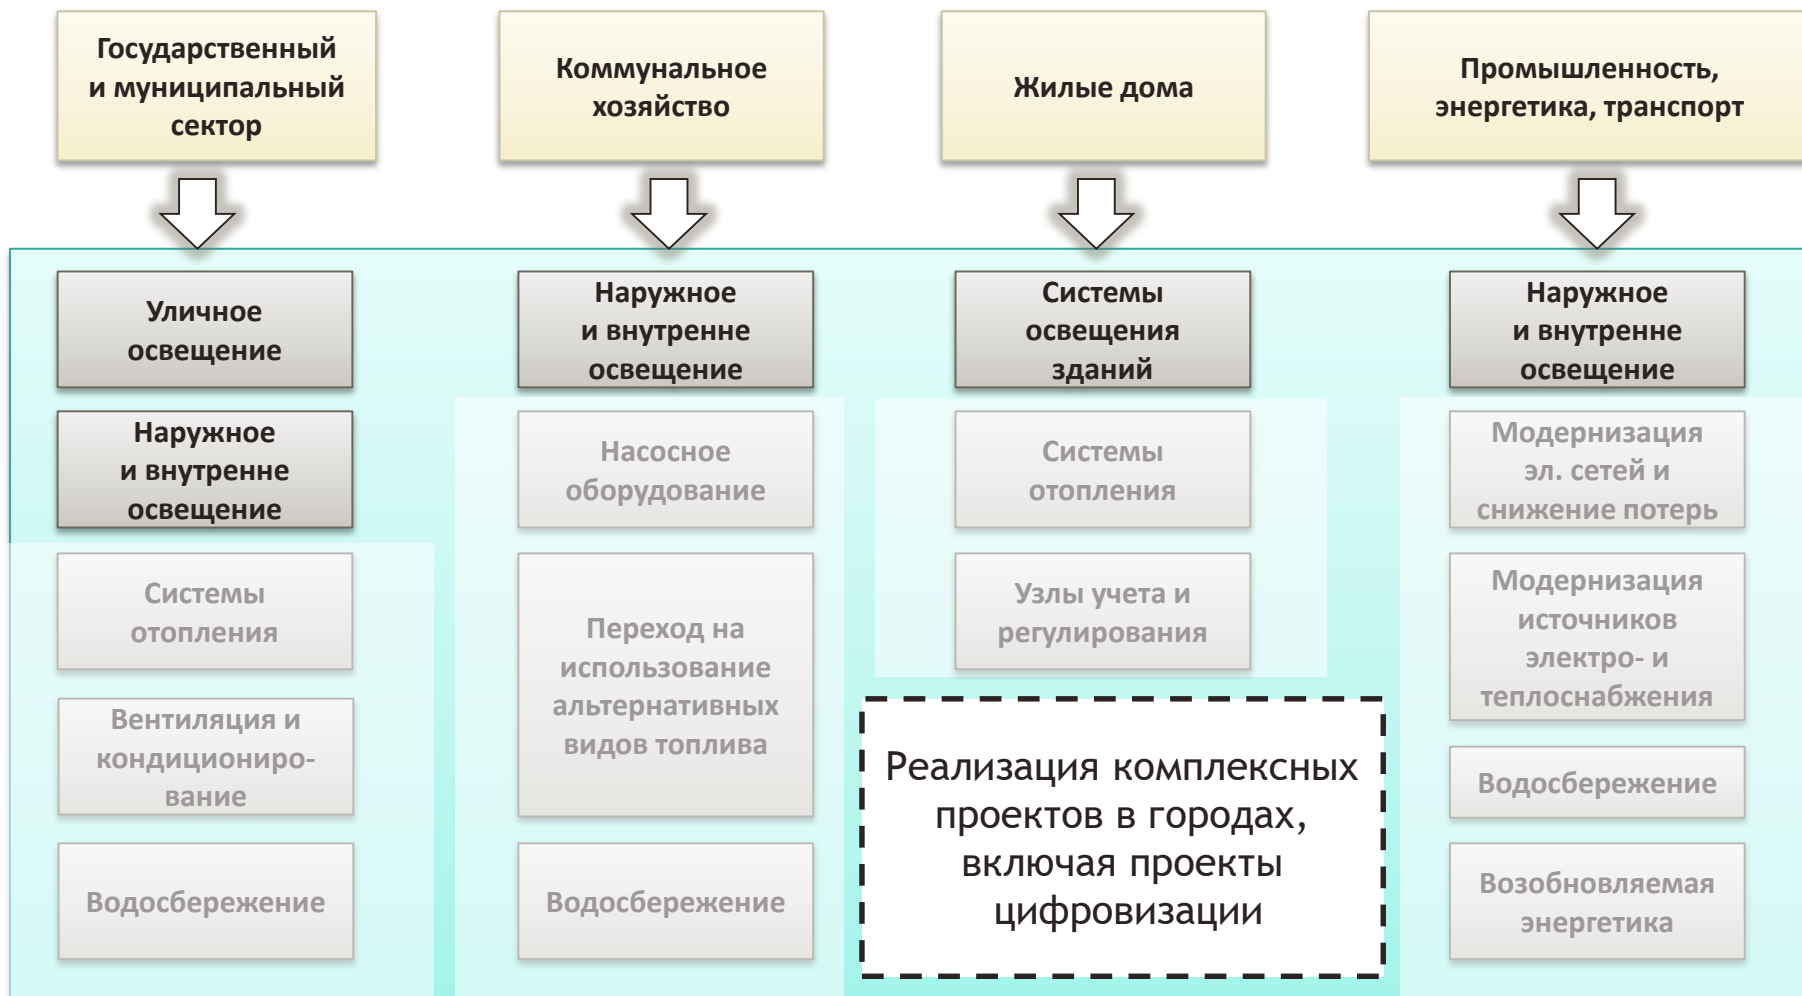 Государственный
и муниципальный
сектор
Коммунальное
хозяйство
Жилые дома
Промышленность,
энергетика, транспорт
Уличное
освещение
Наружное
и внутренне
освещение
Системы
отопления
Вентиляция и
кондициониро-
вание
Водосбережение
Наружное
и внутренне
освещение
Насосное
оборудование
Переход на
использование
альтернативных
видов топлива
Водосбережение
Системы
освещения
зданий
Системы
отопления
Узлы учета и
регулирования
Реализация комплексных
проектов в городах,
включая проекты
цифровизации
Наружное
и внутренне
освещение
Модернизация
эл. сетей и
снижение потерь
Модернизация
источников
электро- и
теплоснабжения
Водосбережение
Возобновляемая
энергетика